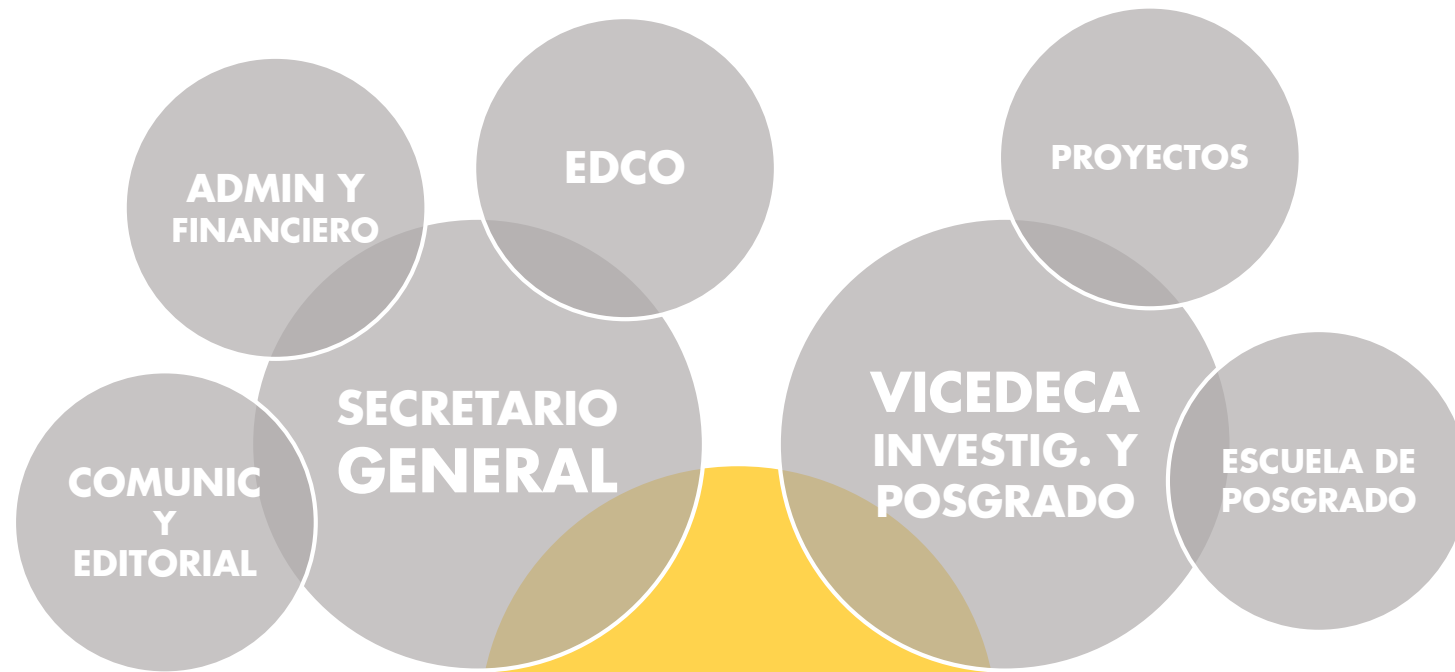 ADMIN Y
FINANCIERO
EDCO
PROYECTOS
COMUNIC
Y
EDITORIAL
SECRETARIO
GENERAL
VICEDECA
INVESTIG. Y
POSGRADO
ESCUELA DE
POSGRADO